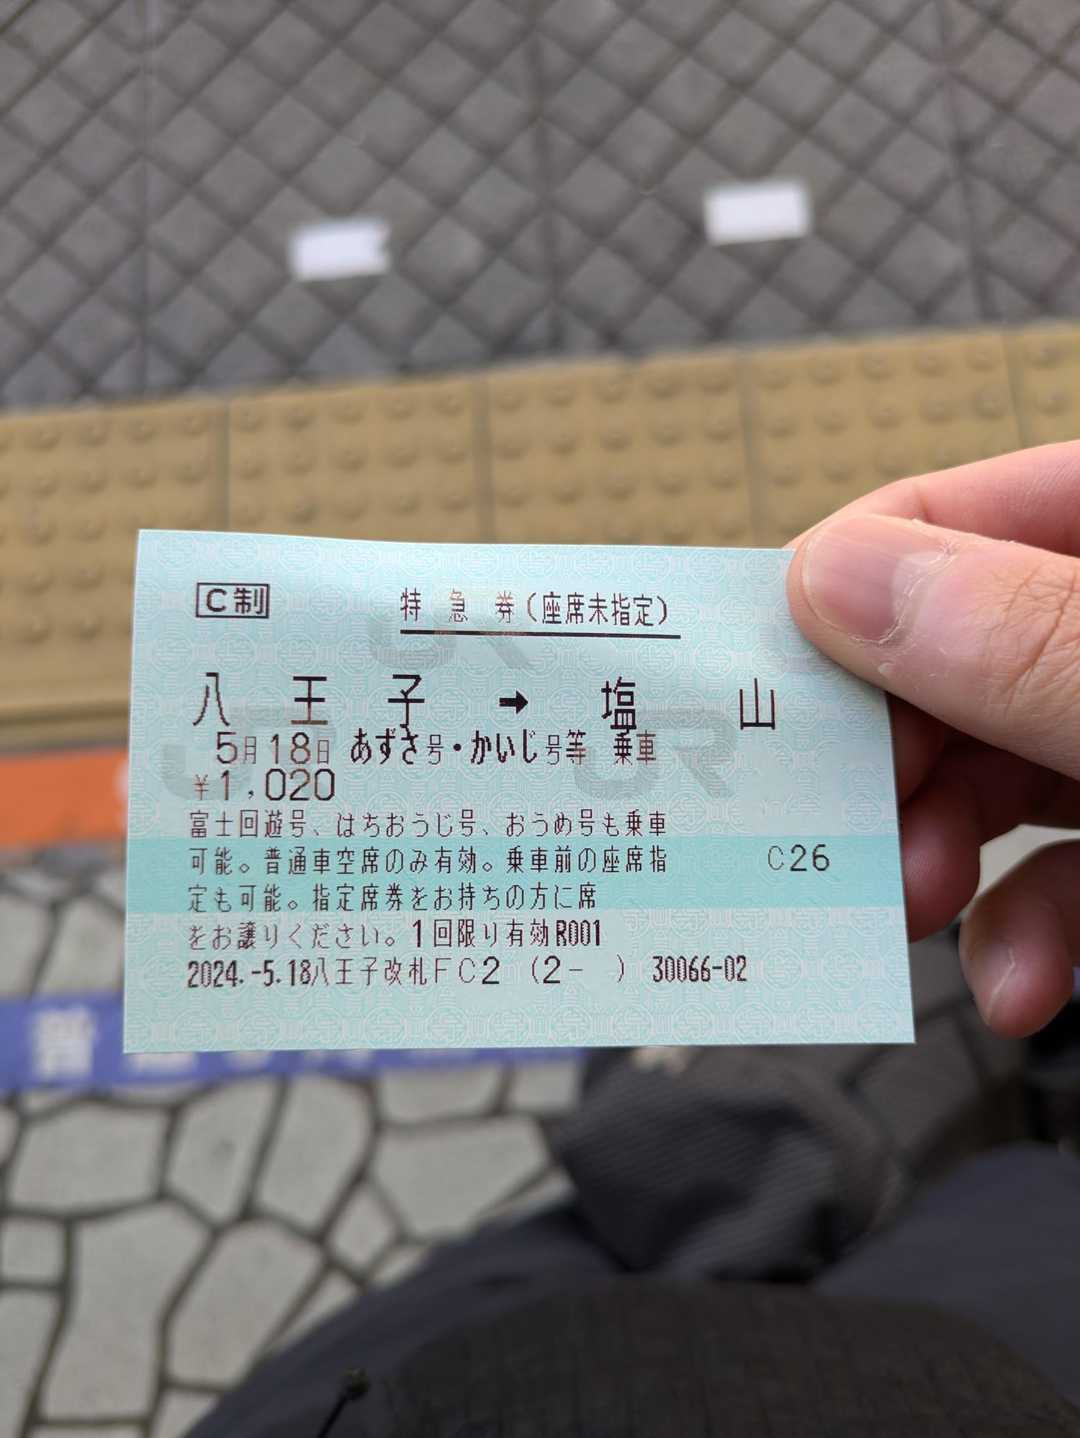 C制
特急券(座席未指定)
八王子➡塩山
5月18日 あずさ号・かいじ号等 乗車
¥1,020
富士回遊号、はちおうじ号、おうめ号も乗車
可能。普通車空席のみ有効。乗車前の座席指 C26
定も可能。指定席券をお持ちの方に席
をお譲りください。1回限り有効R001
2024.-5.18八王子改札FC2 (2- ) 30066-02